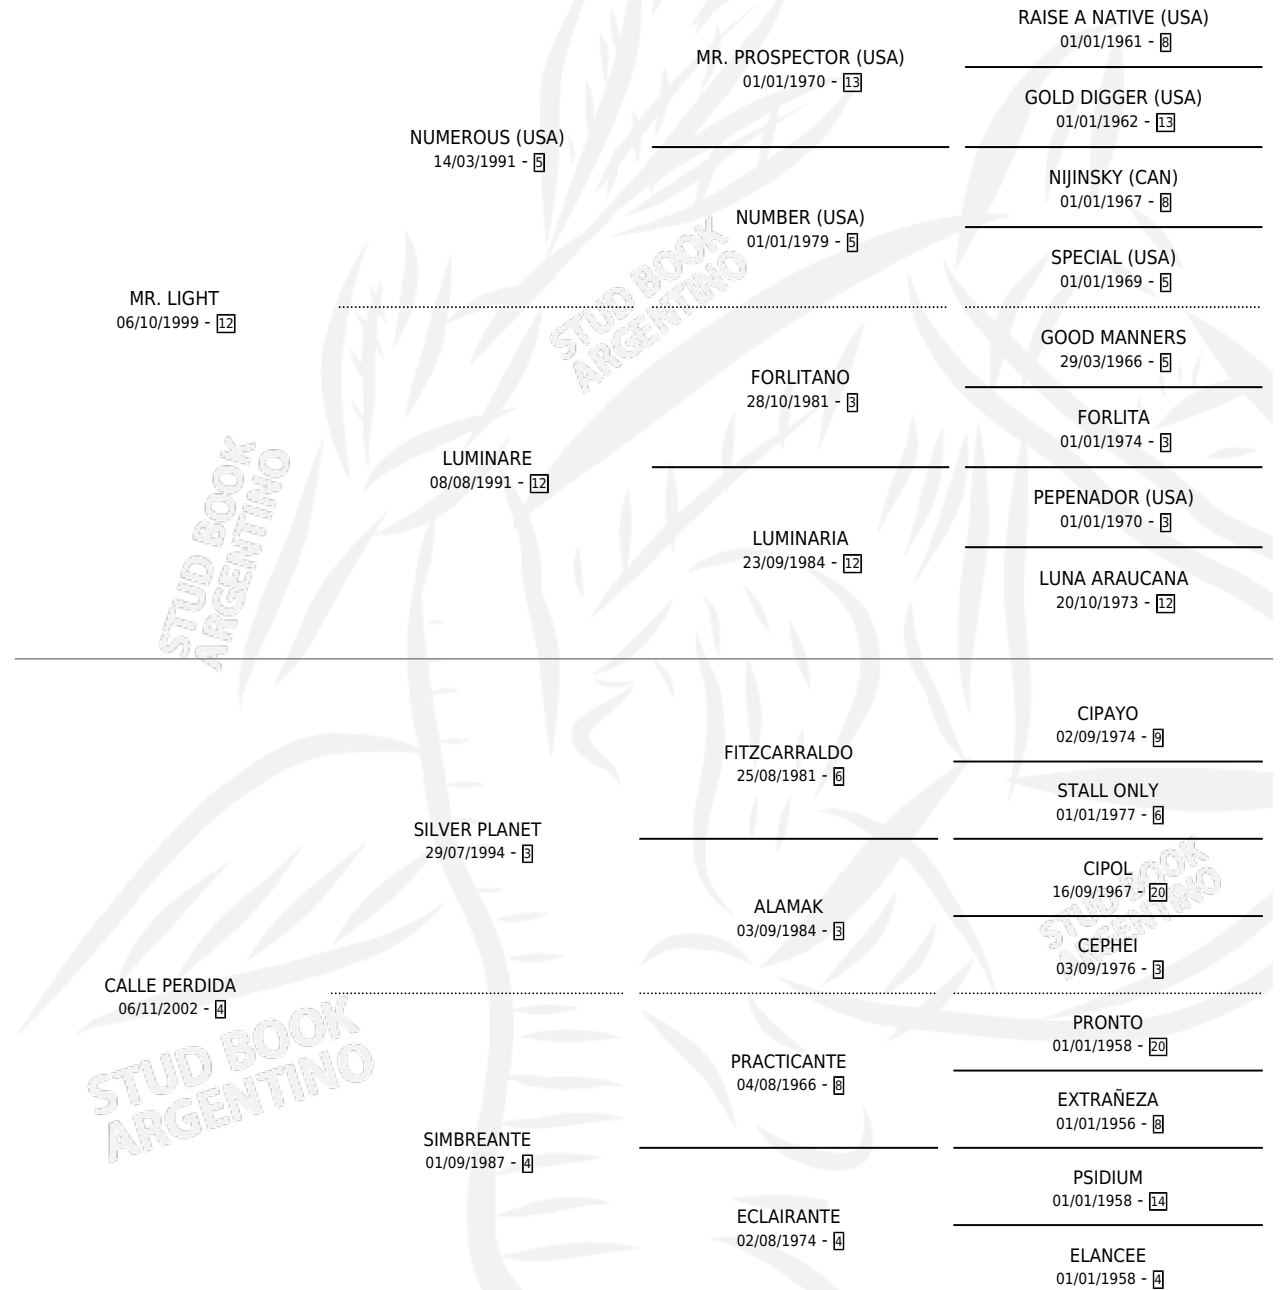 RAISE A NATIVE (USA)
01/01/1961 - 8
MR. PROSPECTOR (USA)
01/01/1970 - 13
GOLD DIGGER (USA)
01/01/1962 - 13
NUMEROUS (USA)
14/03/1991 - 5
NIJINSKY (CAN)
01/01/1967 - 8
NUMBER (USA)
01/01/1979 - 5
SPECIAL (USA)
01/01/1969 - 5
MR. LIGHT
06/10/1999 - 12
STUD BOOK
ARGENTINO
GOOD MANNERS
29/03/1966 - 5
FORLITANO
28/10/1981 - 3
FORLITA
01/01/1974 - 3
LUMINARE
08/08/1991 - 12
PEPENADOR (USA)
01/01/1970 - 3
LUMINARIA
23/09/1984 - 12
LUNA ARAUCANA
20/10/1973 - 12
STUD BOOK
ARGENTINO
CIPAYO
02/09/1974 - 9
FITZCARRALDO
25/08/1981 - 6
STALL ONLY
01/01/1977 - 6
SILVER PLANET
29/07/1994 - 3
CIPOL
16/09/1967 - 20
ALAMAK
03/09/1984 - 3
STUD BOOK
ARGENTINO
CEPHEI
03/09/1976 - 3
CALLE PERDIDA
06/11/2002 - 4
STUD BOOK
ARGENTINO
PRONTO
01/01/1958 - 20
PRACTICANTE
04/08/1966 - 8
EXTRAÑEZA
01/01/1956 - 8
SIMBREANTE
01/09/1987 - 4
PSIDIUM
01/01/1958 - 14
ECLAIRANTE
02/08/1974 - 4
ELANCEE
01/01/1958 - 4